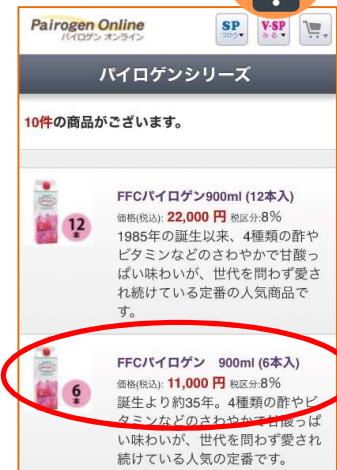 Pairogen Online
パイロゲン オンライン
SP
つかう
V·SP
みる
パイロゲンシリーズ
10件の商品がございます。
12
本
FFCパイロゲン900ml (12本入)
価格(税込): 22,000 円 税区分:8%
1985年の誕生以来、4種類の酢や
ビタミンなどのさわやかで甘酸っ
ぱい味わいが、世代を問わず愛さ
れ続けている定番の人気商品で
す。
6
本
FFCパイロゲン　900ml (6本入)
価格(税込): 11,000 円 税区分:8%
誕生より約35年。4種類の酢やビ
タミンなどのさわやかで甘酸っぱ
い味わいが、世代を問わず愛され
続けている人気の定番です。